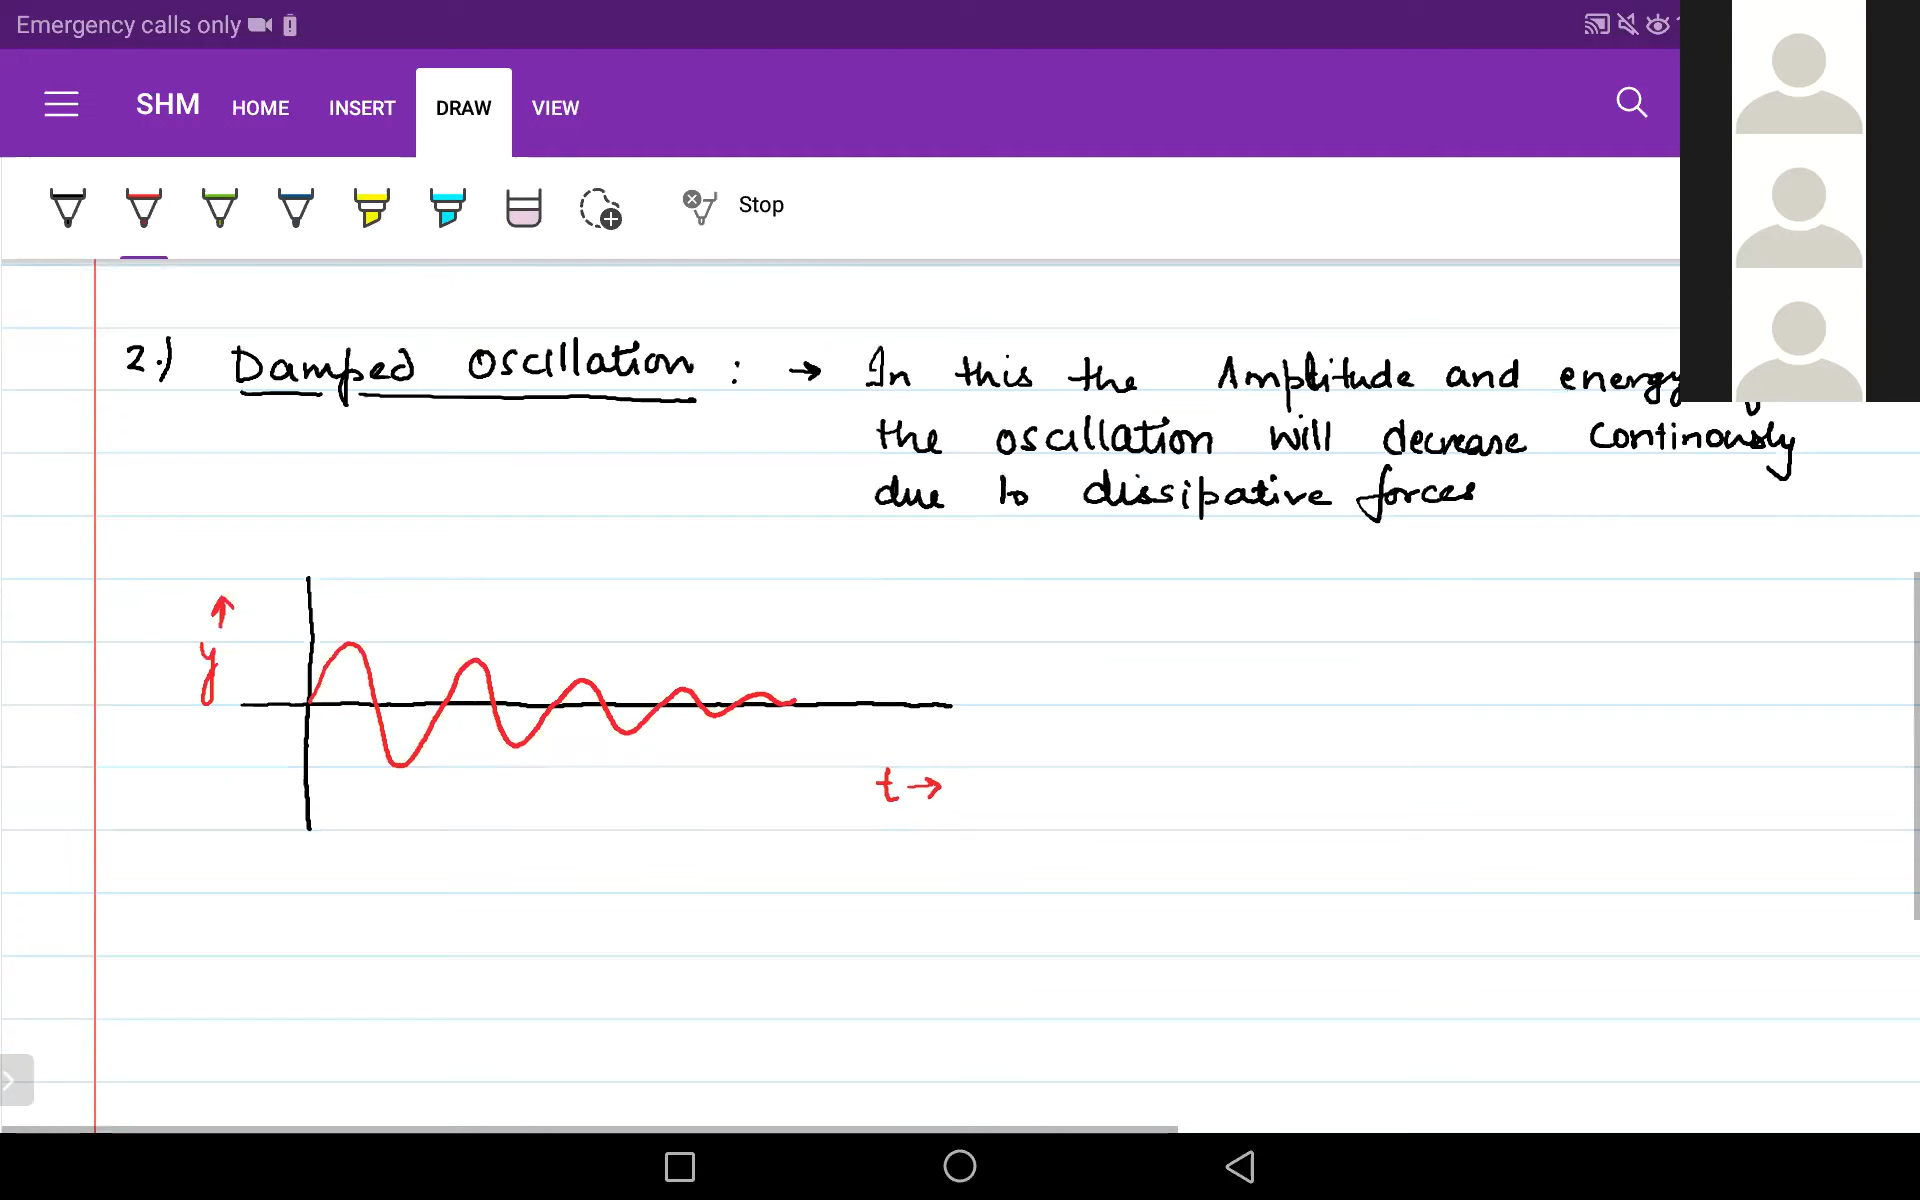 Emergency calls only
SHM HOME INSERT DRAW VIEW
Stop
2.) Damped Oscillation : → In this the Amplitude and energy
the oscillation will decrease continously
due to dissipative forces
↑
y
t →